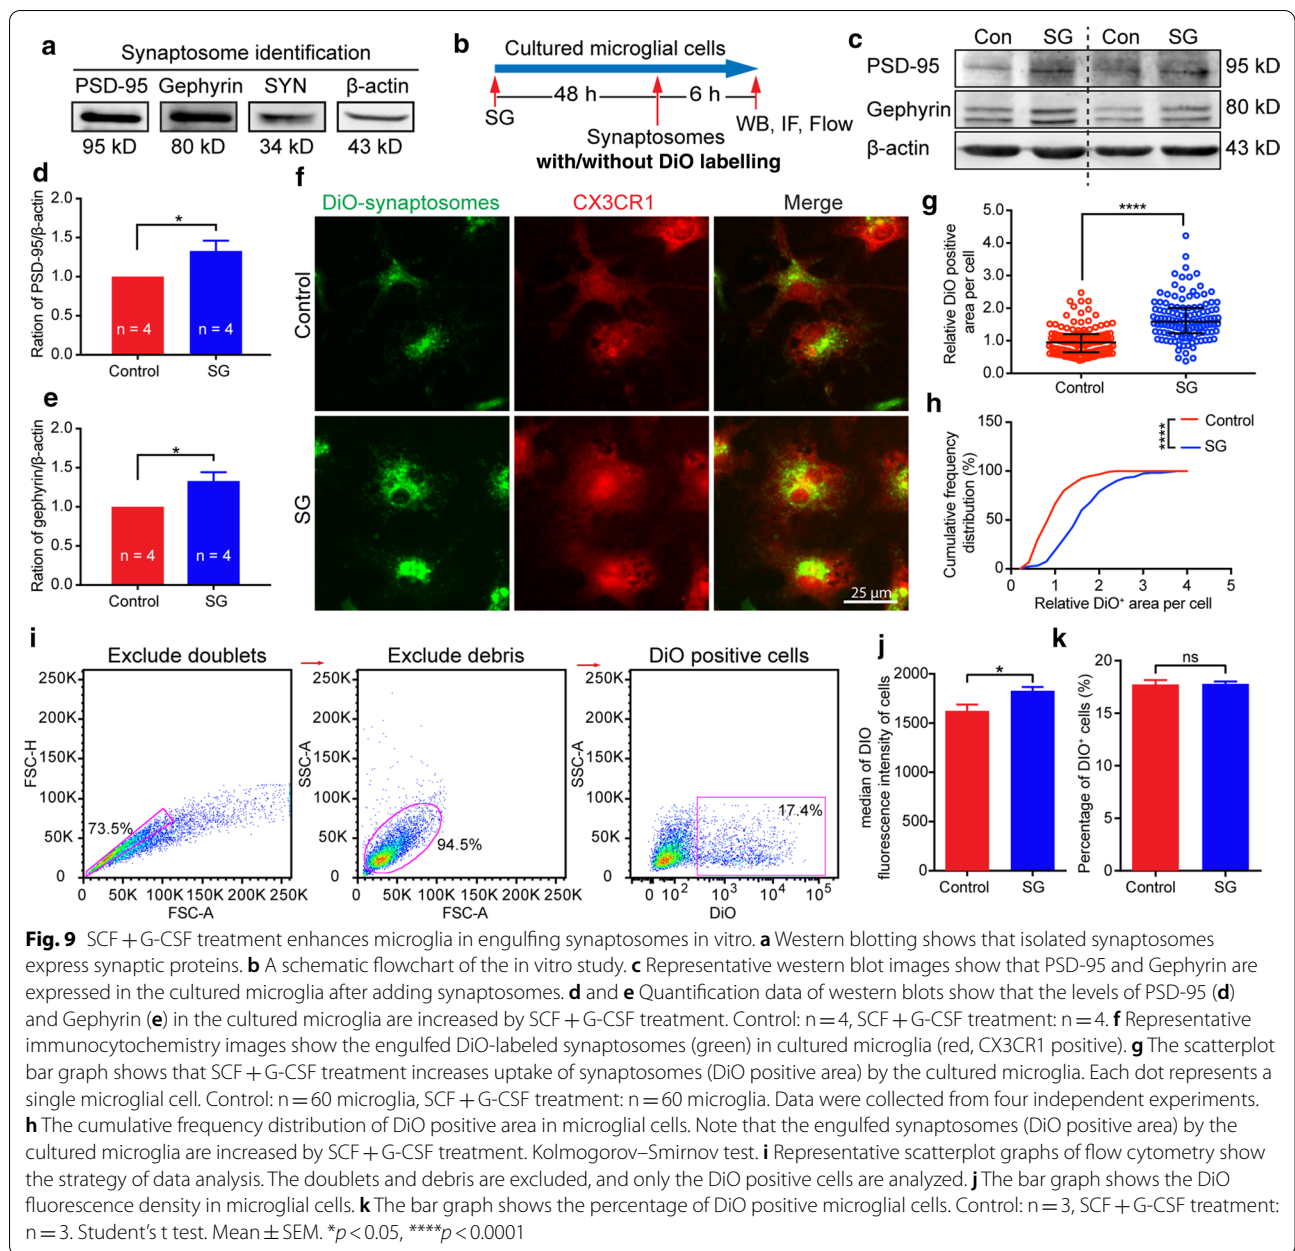 a
Synaptosome identification
PSD-95 Gephyrin SYN β-actin
95 kD 80 kD 34 kD 43 kD
b
Cultured microglial cells
48 h 6 h
SG
Synaptosomes
with/without DiO labelling
WB, IF, Flow
c
Con SG Con SG
PSD-95 95 kD
Gephyrin 80 kD
β-actin 43 kD
d
Ration of PSD-95/β-actin
2.0
1.5
1.0
0.5
0.0
*
n = 4 n = 4
Control SG
e
Ration of gephyrin/β-actin
2.0
1.5
1.0
0.5
0.0
*
n = 4 n = 4
Control SG
f
DiO-synaptosomes CX3CR1 Merge
Control
SG
25 μm
g
Relative DiO positive
area per cell
5.0
4.0
3.0
2.0
1.0
0.0
****
Control SG
h
Cumulative frequency
distribution (%)
150
100
50
0
0 1 2 3 4 5
Relative DiO+ area per cell
Control
SG
****
i
Exclude doublets
FSC-H
250K
200K
150K
100K
50K
0
73.5%
0 50K 100K 150K 200K 250K
FSC-A
Exclude debris
SSC-A
250K
200K
150K
100K
50K
0
94.5%
0 50K 100K 150K 200K 250K
FSC-A
DiO positive cells
SSC-A
250K
200K
150K
100K
50K
0
17.4%
0 10² 10³ 10⁴ 10⁵
DiO
j
median of DIO
fluorescence intensity of cells
2000
1500
1000
500
0
*
Control SG
k
Percentage of DIO⁺ cells (%)
20
15
10
5
0
ns
Control SG
Fig. 9 SCF + G-CSF treatment enhances microglia in engulfing synaptosomes in vitro. a Western blotting shows that isolated synaptosomes
express synaptic proteins. b A schematic flowchart of the in vitro study. c Representative western blot images show that PSD-95 and Gephyrin are
expressed in the cultured microglia after adding synaptosomes. d and e Quantification data of western blots show that the levels of PSD-95 (d)
and Gephyrin (e) in the cultured microglia are increased by SCF + G-CSF treatment. Control: n = 4, SCF + G-CSF treatment: n = 4. f Representative
immunocytochemistry images show the engulfed DiO-labeled synaptosomes (green) in cultured microglia (red, CX3CR1 positive). g The scatterplot
bar graph shows that SCF + G-CSF treatment increases uptake of synaptosomes (DiO positive area) by the cultured microglia. Each dot represents a
single microglial cell. Control: n = 60 microglia, SCF + G-CSF treatment: n = 60 microglia. Data were collected from four independent experiments.
h The cumulative frequency distribution of DiO positive area in microglial cells. Note that the engulfed synaptosomes (DiO positive area) by the
cultured microglia are increased by SCF + G-CSF treatment. Kolmogorov–Smirnov test. i Representative scatterplot graphs of flow cytometry show
the strategy of data analysis. The doublets and debris are excluded, and only the DiO positive cells are analyzed. j The bar graph shows the DiO
fluorescence density in microglial cells. k The bar graph shows the percentage of DiO positive microglial cells. Control: n = 3, SCF + G-CSF treatment:
n = 3. Student's t test. Mean ± SEM. *p < 0.05, ****p < 0.0001